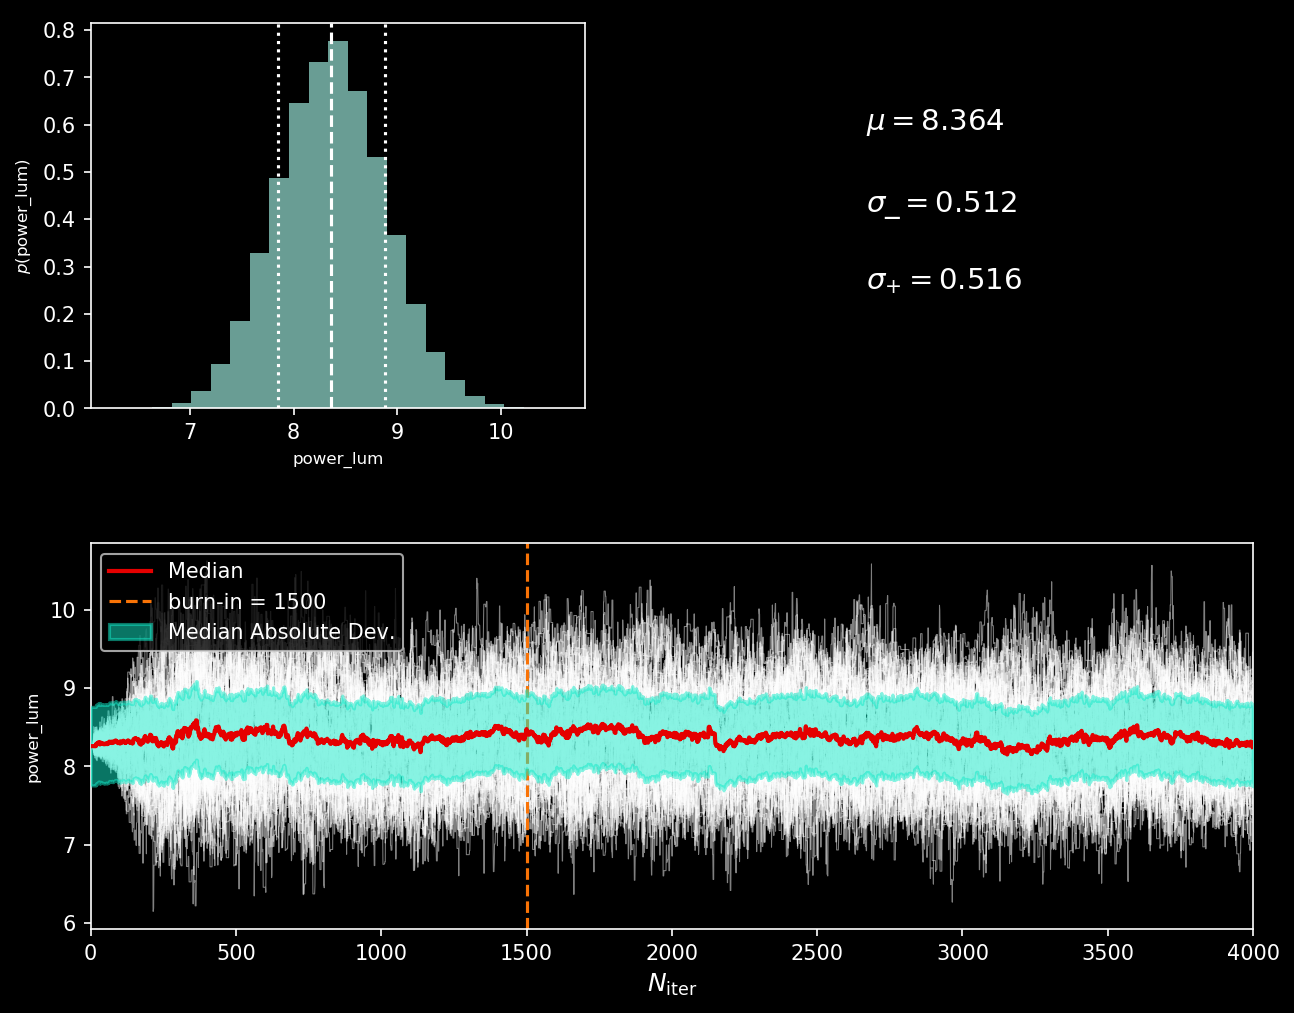 0.8
0.7
0.6
0.5
0.4
0.3
0.2
0.1
0.0
p(power_lum)
7 8 9 10
power_lum
μ = 8.364
σ₋ = 0.512
σ₊ = 0.516
Median
burn-in = 1500
Median Absolute Dev.
10
9
8
7
6
power_lum
0 500 1000 1500 2000 2500 3000 3500 4000
N_iter